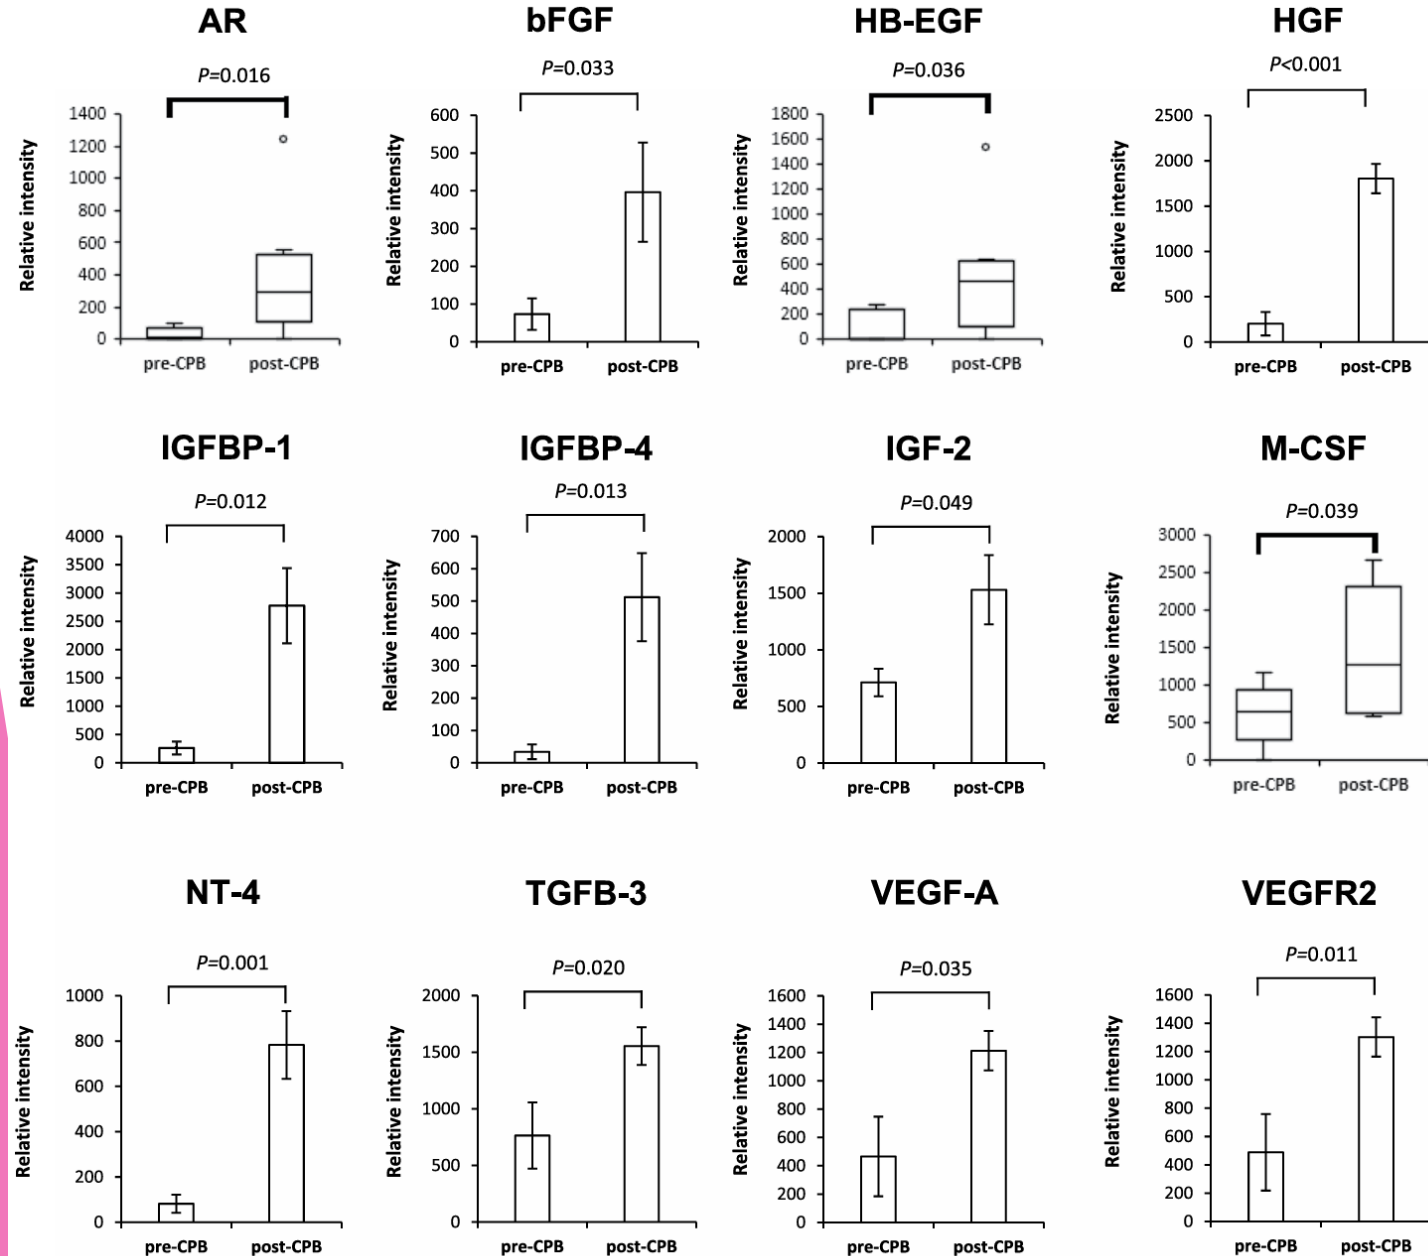 AR
P=0.016
Relative intensity
1400
1200
1000
800
600
400
200
0
pre-CPB post-CPB
bFGF
P=0.033
Relative intensity
600
500
400
300
200
100
0
pre-CPB post-CPB
HB-EGF
P=0.036
Relative intensity
1800
1600
1400
1200
1000
800
600
400
200
0
pre-CPB post-CPB
HGF
P<0.001
Relative intensity
2500
2000
1500
1000
500
0
pre-CPB post-CPB
IGFBP-1
P=0.012
Relative intensity
4000
3500
3000
2500
2000
1500
1000
500
0
pre-CPB post-CPB
IGFBP-4
P=0.013
Relative intensity
700
600
500
400
300
200
100
0
pre-CPB post-CPB
IGF-2
P=0.049
Relative intensity
2000
1500
1000
500
0
pre-CPB post-CPB
M-CSF
P=0.039
Relative intensity
3000
2500
2000
1500
1000
500
0
pre-CPB post-CPB
NT-4
P=0.001
Relative intensity
1000
800
600
400
200
0
pre-CPB post-CPB
TGFB-3
P=0.020
Relative intensity
2000
1500
1000
500
0
pre-CPB post-CPB
VEGF-A
P=0.035
Relative intensity
1600
1400
1200
1000
800
600
400
200
0
pre-CPB post-CPB
VEGFR2
P=0.011
Relative intensity
1600
1400
1200
1000
800
600
400
200
0
pre-CPB post-CPB